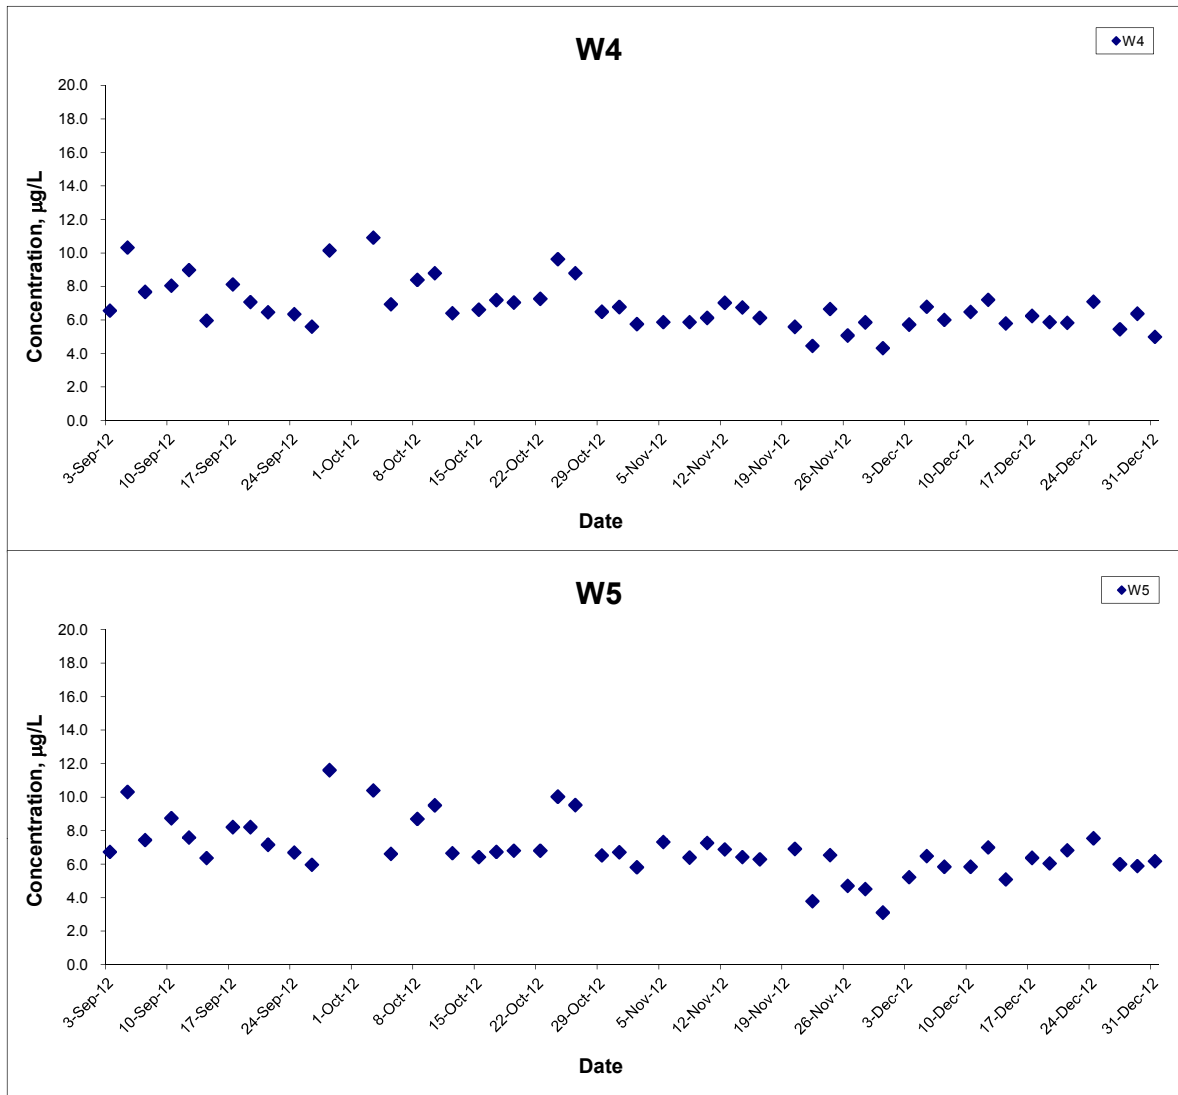 W4
W4
20.0
18.0
16.0
14.0
12.0
10.0
8.0
6.0
4.0
2.0
0.0
Concentration, µg/L
3-Sep-12
10-Sep-12
17-Sep-12
24-Sep-12
1-Oct-12
8-Oct-12
15-Oct-12
22-Oct-12
29-Oct-12
5-Nov-12
12-Nov-12
19-Nov-12
26-Nov-12
3-Dec-12
10-Dec-12
17-Dec-12
24-Dec-12
31-Dec-12
Date
W5
W5
20.0
18.0
16.0
14.0
12.0
10.0
8.0
6.0
4.0
2.0
0.0
Concentration, µg/L
3-Sep-12
10-Sep-12
17-Sep-12
24-Sep-12
1-Oct-12
8-Oct-12
15-Oct-12
22-Oct-12
29-Oct-12
5-Nov-12
12-Nov-12
19-Nov-12
26-Nov-12
3-Dec-12
10-Dec-12
17-Dec-12
24-Dec-12
31-Dec-12
Date